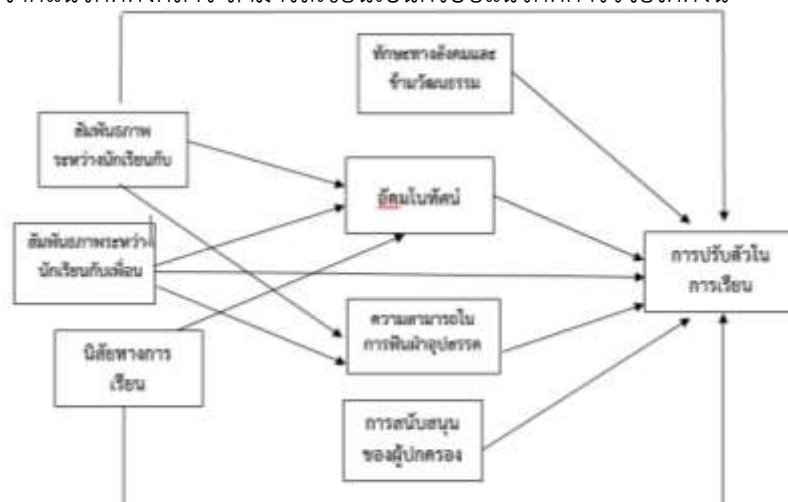 ทักษะทางสังคมและ
ข้ามวัฒนธรรม
สัมพันธภาพ
ระหว่างนักเรียนกับ
อัตมโนทัศน์
สัมพันธภาพระหว่าง
นักเรียนกับเพื่อน
การปรับตัวใน
การเรียน
ความสามารถใน
การฟันฝ่าอุปสรรค
นิสัยทางการ
เรียน
การสนับสนุน
ของผู้ปกครอง